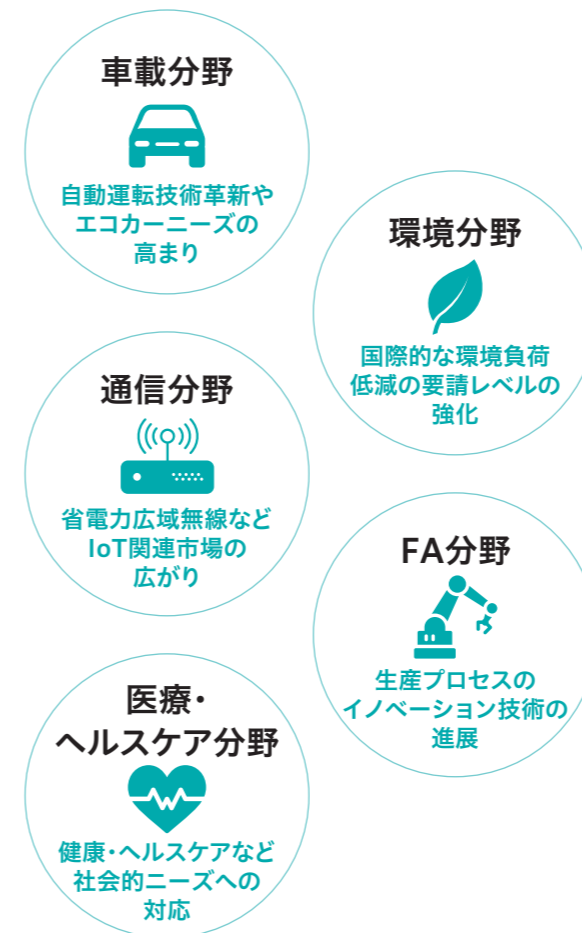 車載分野
自動運転技術革新や
エコカーニーズの
高まり
環境分野
国際的な環境負荷
低減の要請レベルの
強化
通信分野
省電力広域無線など
IoT関連市場の
広がり
FA分野
生産プロセスの
イノベーション技術の
進展
医療・
ヘルスケア分野
健康・ヘルスケアなど
社会的ニーズへの
対応